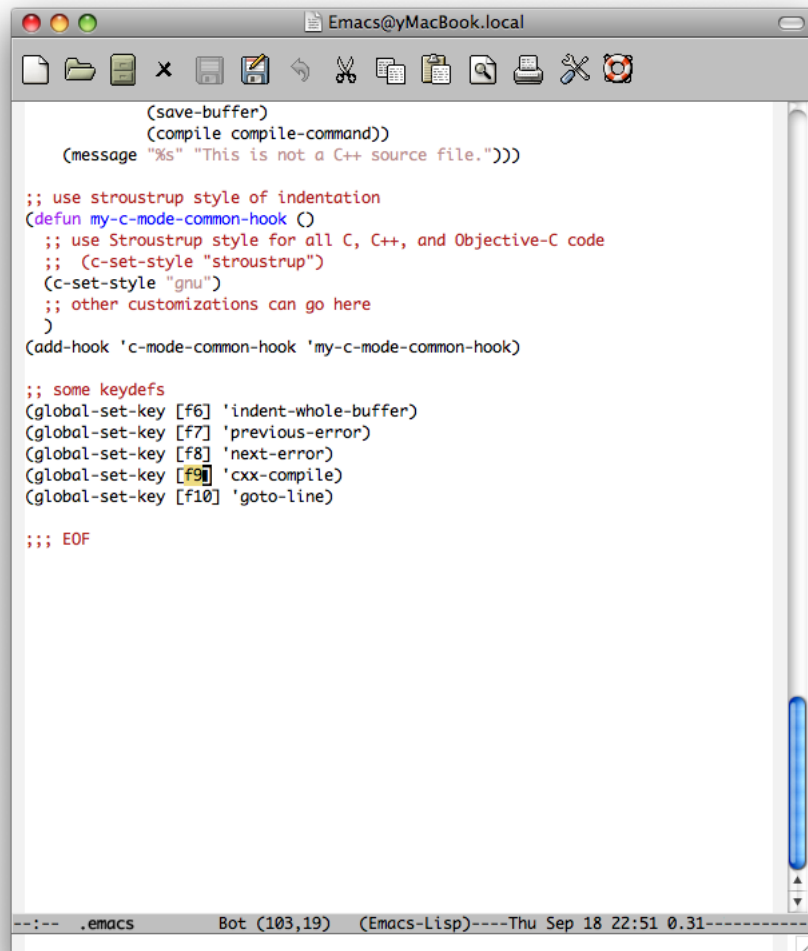 Emacs@yMacBook.local
(save-buffer)
(compile compile-command))
(message "%s" "This is not a C++ source file.")))
;; use stroustrup style of indentation
(defun my-c-mode-common-hook ()
;; use Stroustrup style for all C, C++, and Objective-C code
;; (c-set-style "stroustrup")
(c-set-style "gnu")
;; other customizations can go here
)
(add-hook 'c-mode-common-hook 'my-c-mode-common-hook)
;; some keydefs
(global-set-key [f6] 'indent-whole-buffer)
(global-set-key [f7] 'previous-error)
(global-set-key [f8] 'next-error)
(global-set-key [f9] 'cxx-compile)
(global-set-key [f10] 'goto-line)
;;; EOF
--:-- .emacs Bot (103,19) (Emacs-Lisp)----Thu Sep 18 22:51 0.31-----------